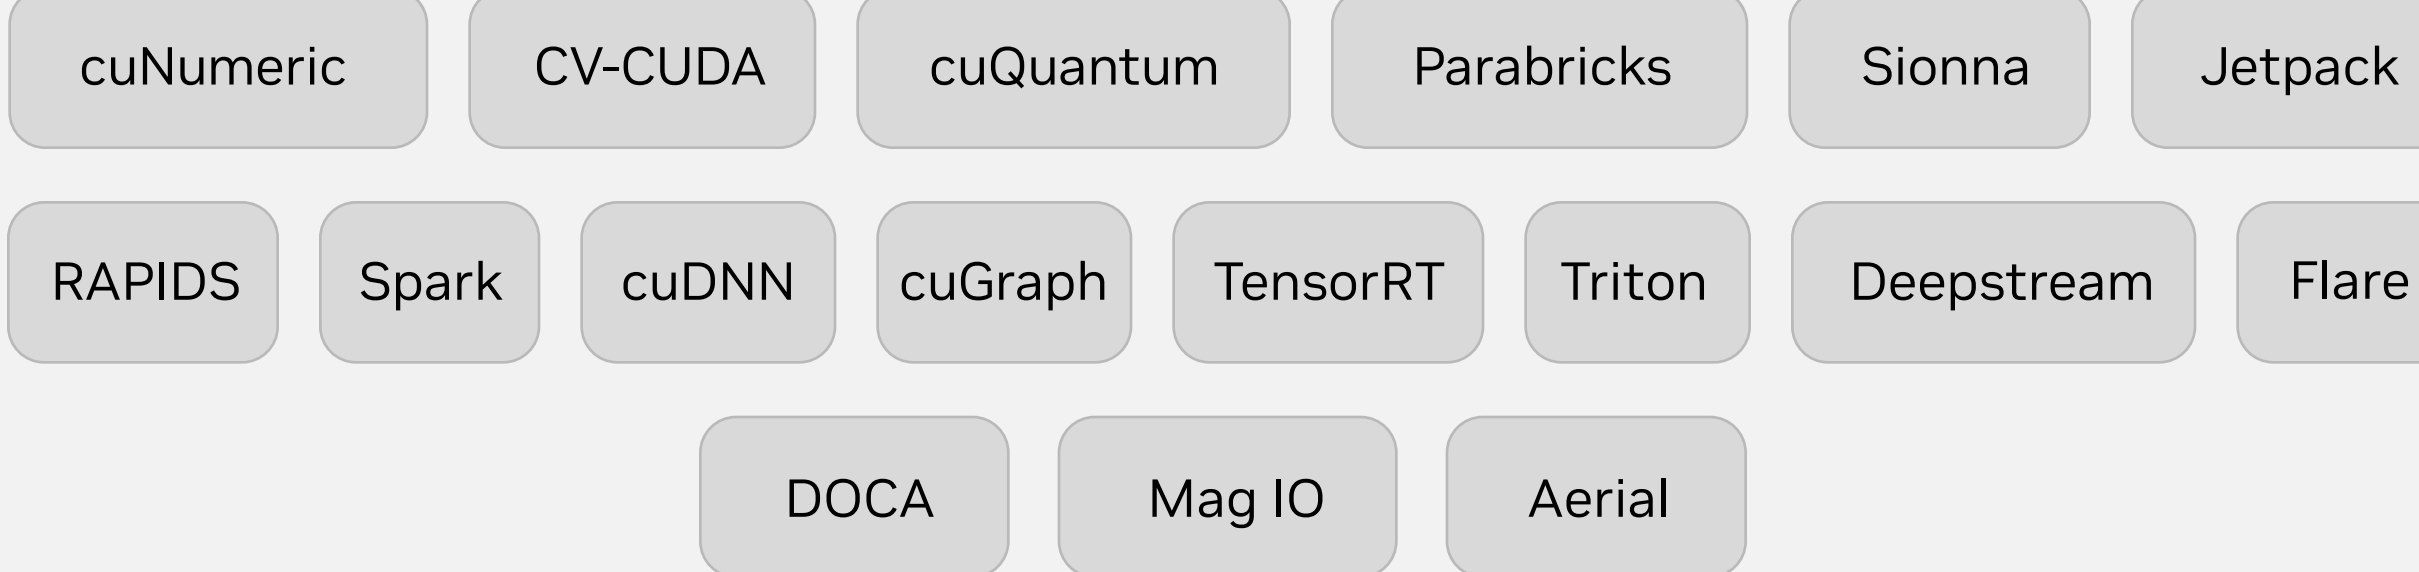 cuNumeric CV-CUDA cuQuantum Parabricks Sionna Jetpack
RAPIDS Spark cuDNN cuGraph TensorRT Triton Deepstream Flare
DOCA Mag IO Aerial